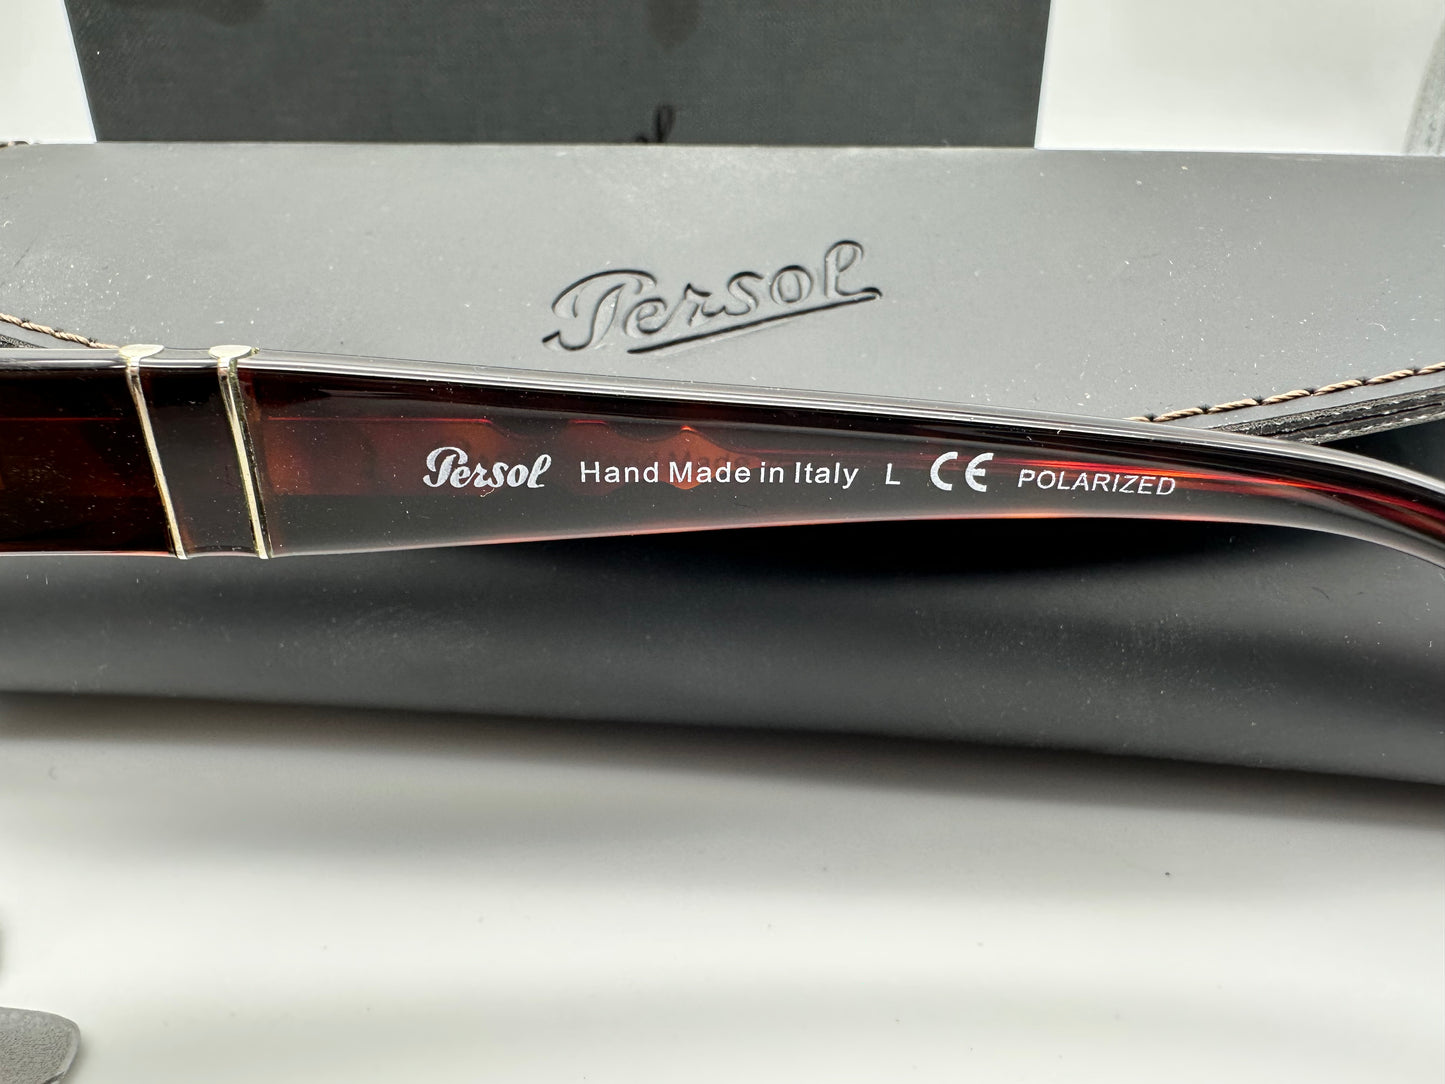 Persol
Persol Hand Made in Italy L CE POLARIZED